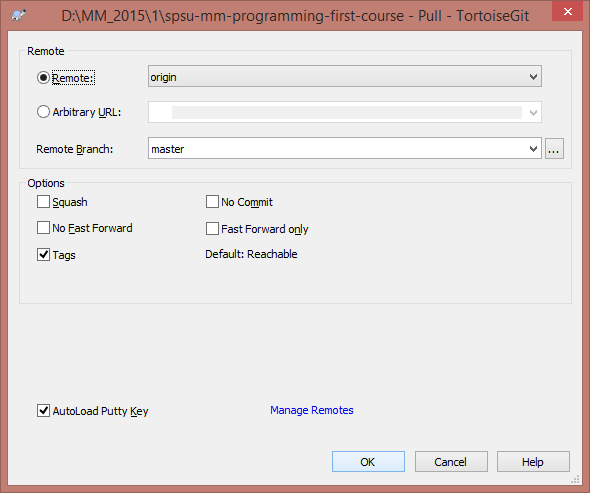 D:\MM_2015\1\spsu-mm-programming-first-course - Pull - TortoiseGit
Remote
Remote: origin
Arbitrary URL:
Remote Branch: master ...
Options
Squash No Commit
No Fast Forward Fast Forward only
Tags Default: Reachable
AutoLoad Putty Key Manage Remotes
OK Cancel Help